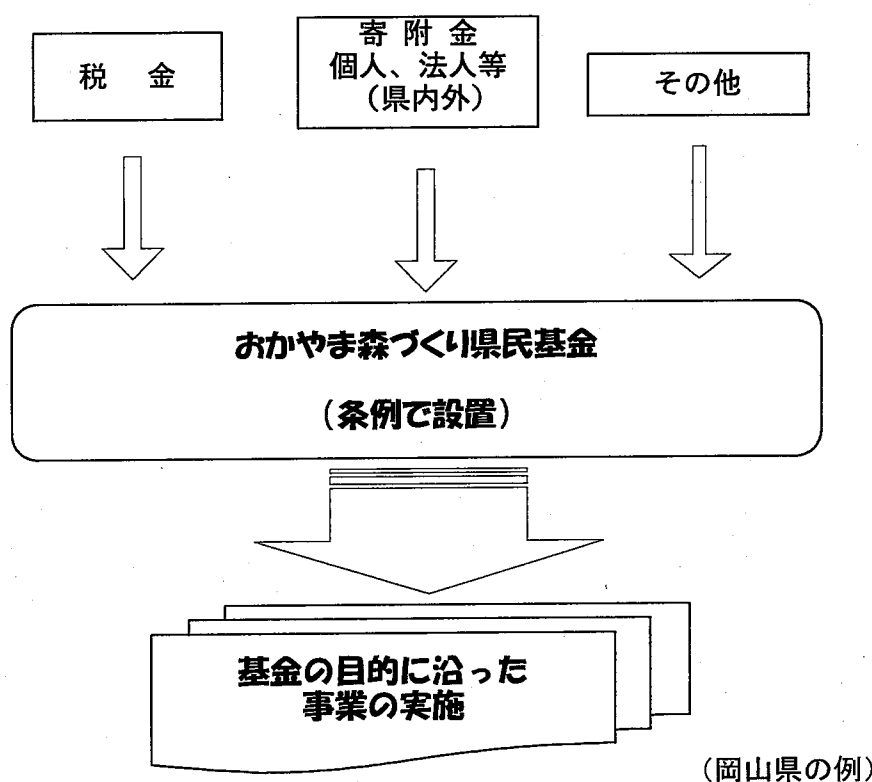 税 金
寄 附 金
個人、法人等
(県内外)
その他
おかやま森づくり県民基金
(条例で設置)
基金の目的に沿った
事業の実施
(岡山県の例)